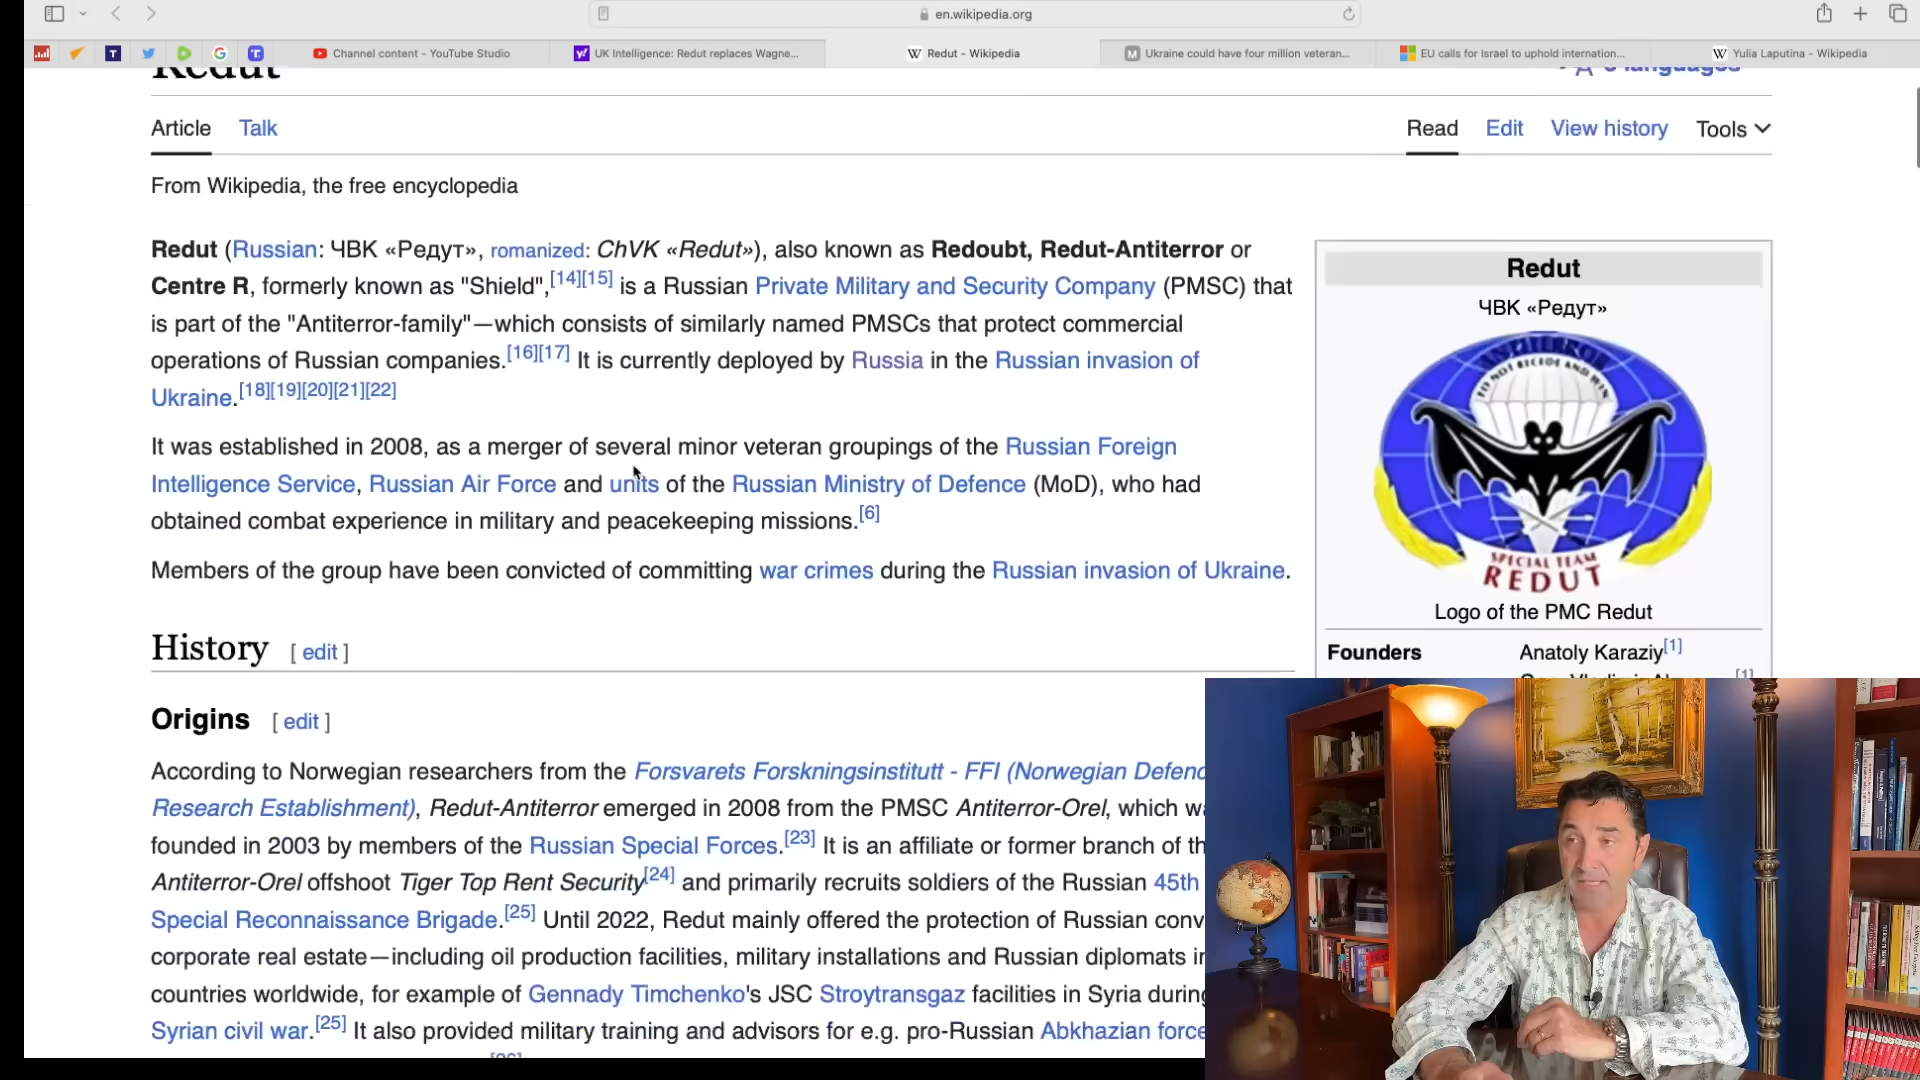 en.wikipedia.org
Channel content - YouTube Studio
UK Intelligence: Redut replaces Wagne...
Redut - Wikipedia
Ukraine could have four million veteran...
EU calls for Israel to uphold internation...
Yulia Laputina - Wikipedia
Redut
languages
Article Talk
Read Edit View history Tools
From Wikipedia, the free encyclopedia
Redut (Russian: ЧВК «Редут», romanized: ChVK «Redut»), also known as Redoubt, Redut-Antiterror or
Centre R, formerly known as "Shield",[14][15] is a Russian Private Military and Security Company (PMSC) that
is part of the "Antiterror-family"—which consists of similarly named PMSCs that protect commercial
operations of Russian companies.[16][17] It is currently deployed by Russia in the Russian invasion of
Ukraine.[18][19][20][21][22]
It was established in 2008, as a merger of several minor veteran groupings of the Russian Foreign
Intelligence Service, Russian Air Force and units of the Russian Ministry of Defence (MoD), who had
obtained combat experience in military and peacekeeping missions.[6]
Members of the group have been convicted of committing war crimes during the Russian invasion of Ukraine.
History [ edit ]
Origins [ edit ]
According to Norwegian researchers from the Forsvarets Forskningsinstitutt - FFI (Norwegian Defenc
Research Establishment), Redut-Antiterror emerged in 2008 from the PMSC Antiterror-Orel, which w
founded in 2003 by members of the Russian Special Forces.[23] It is an affiliate or former branch of th
Antiterror-Orel offshoot Tiger Top Rent Security[24] and primarily recruits soldiers of the Russian 45th
Special Reconnaissance Brigade.[25] Until 2022, Redut mainly offered the protection of Russian conv
corporate real estate—including oil production facilities, military installations and Russian diplomats in
countries worldwide, for example of Gennady Timchenko's JSC Stroytransgaz facilities in Syria during
Syrian civil war.[25] It also provided military training and advisors for e.g. pro-Russian Abkhazian force
Redut
ЧВК «Редут»
ANTITERROR
SPECIAL TEAM
REDUT
Logo of the PMC Redut
Founders Anatoly Karaziy[1]
[1]